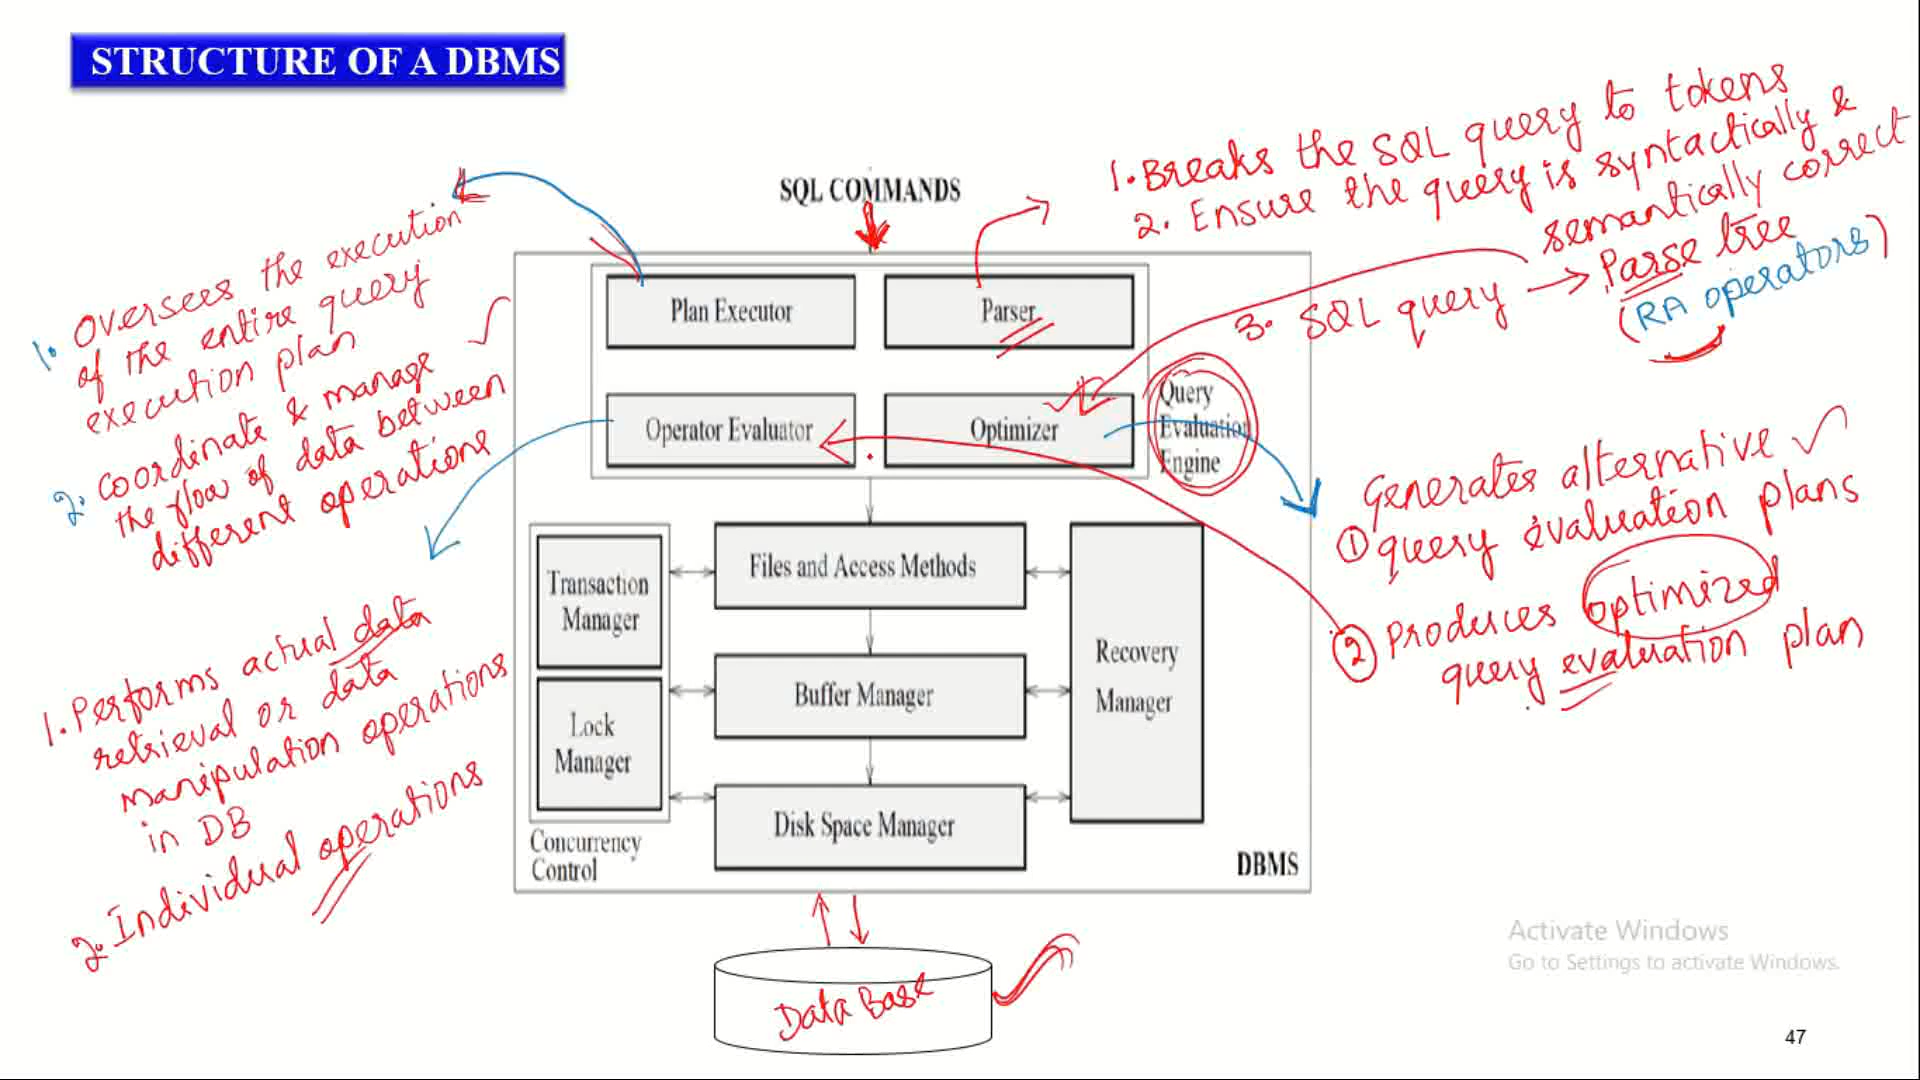 STRUCTURE OF A DBMS
SQL COMMANDS
1. Breaks the SQL query to tokens
2. Ensure the query is syntactically &
semantically correct
3. SQL query → Parse tree
(RA operators)
1. Oversees the execution
of the entire query
execution plan
2. coordinate & manage
the flow of data between
different operations
Plan Executor
Parser
Operator Evaluator
Optimizer
Query
Evaluation
Engine
Generates alternative
① query evaluation plans
② Produces optimized
query evaluation plan
1. Performs actual data
retrieval or data
manipulation operations
in DB
2. Individual operations
Transaction
Manager
Lock
Manager
Concurrency
Control
Files and Access Methods
Buffer Manager
Disk Space Manager
Recovery
Manager
DBMS
Data Base
Activate Windows
Go to Settings to activate Windows.
47